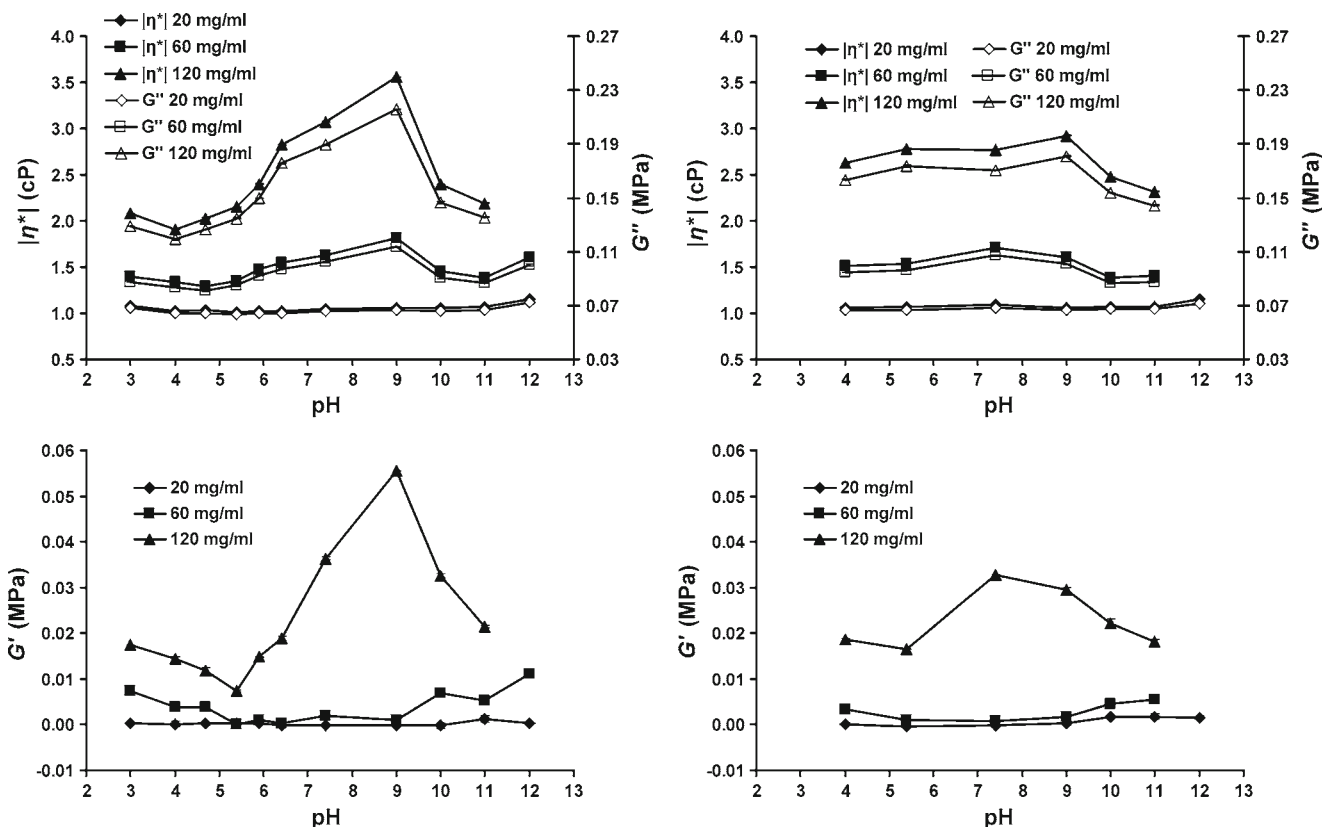 |η*| 20 mg/ml
|η*| 60 mg/ml
|η*| 120 mg/ml
G'' 20 mg/ml
G'' 60 mg/ml
G'' 120 mg/ml
4.0
3.5
3.0
2.5
2.0
1.5
1.0
0.5
|η*| (cP)
0.27
0.23
0.19
0.15
0.11
0.07
0.03
G'' (MPa)
2 3 4 5 6 7 8 9 10 11 12 13
pH
|η*| 20 mg/ml G'' 20 mg/ml
|η*| 60 mg/ml G'' 60 mg/ml
|η*| 120 mg/ml G'' 120 mg/ml
4.0
3.5
3.0
2.5
2.0
1.5
1.0
0.5
|η*| (cP)
0.27
0.23
0.19
0.15
0.11
0.07
0.03
G'' (MPa)
2 3 4 5 6 7 8 9 10 11 12 13
pH
0.06
0.05
0.04
0.03
0.02
0.01
0.00
-0.01
G' (MPa)
20 mg/ml
60 mg/ml
120 mg/ml
2 3 4 5 6 7 8 9 10 11 12 13
pH
0.06
0.05
0.04
0.03
0.02
0.01
0.00
-0.01
G' (MPa)
20 mg/ml
60 mg/ml
120 mg/ml
2 3 4 5 6 7 8 9 10 11 12 13
pH